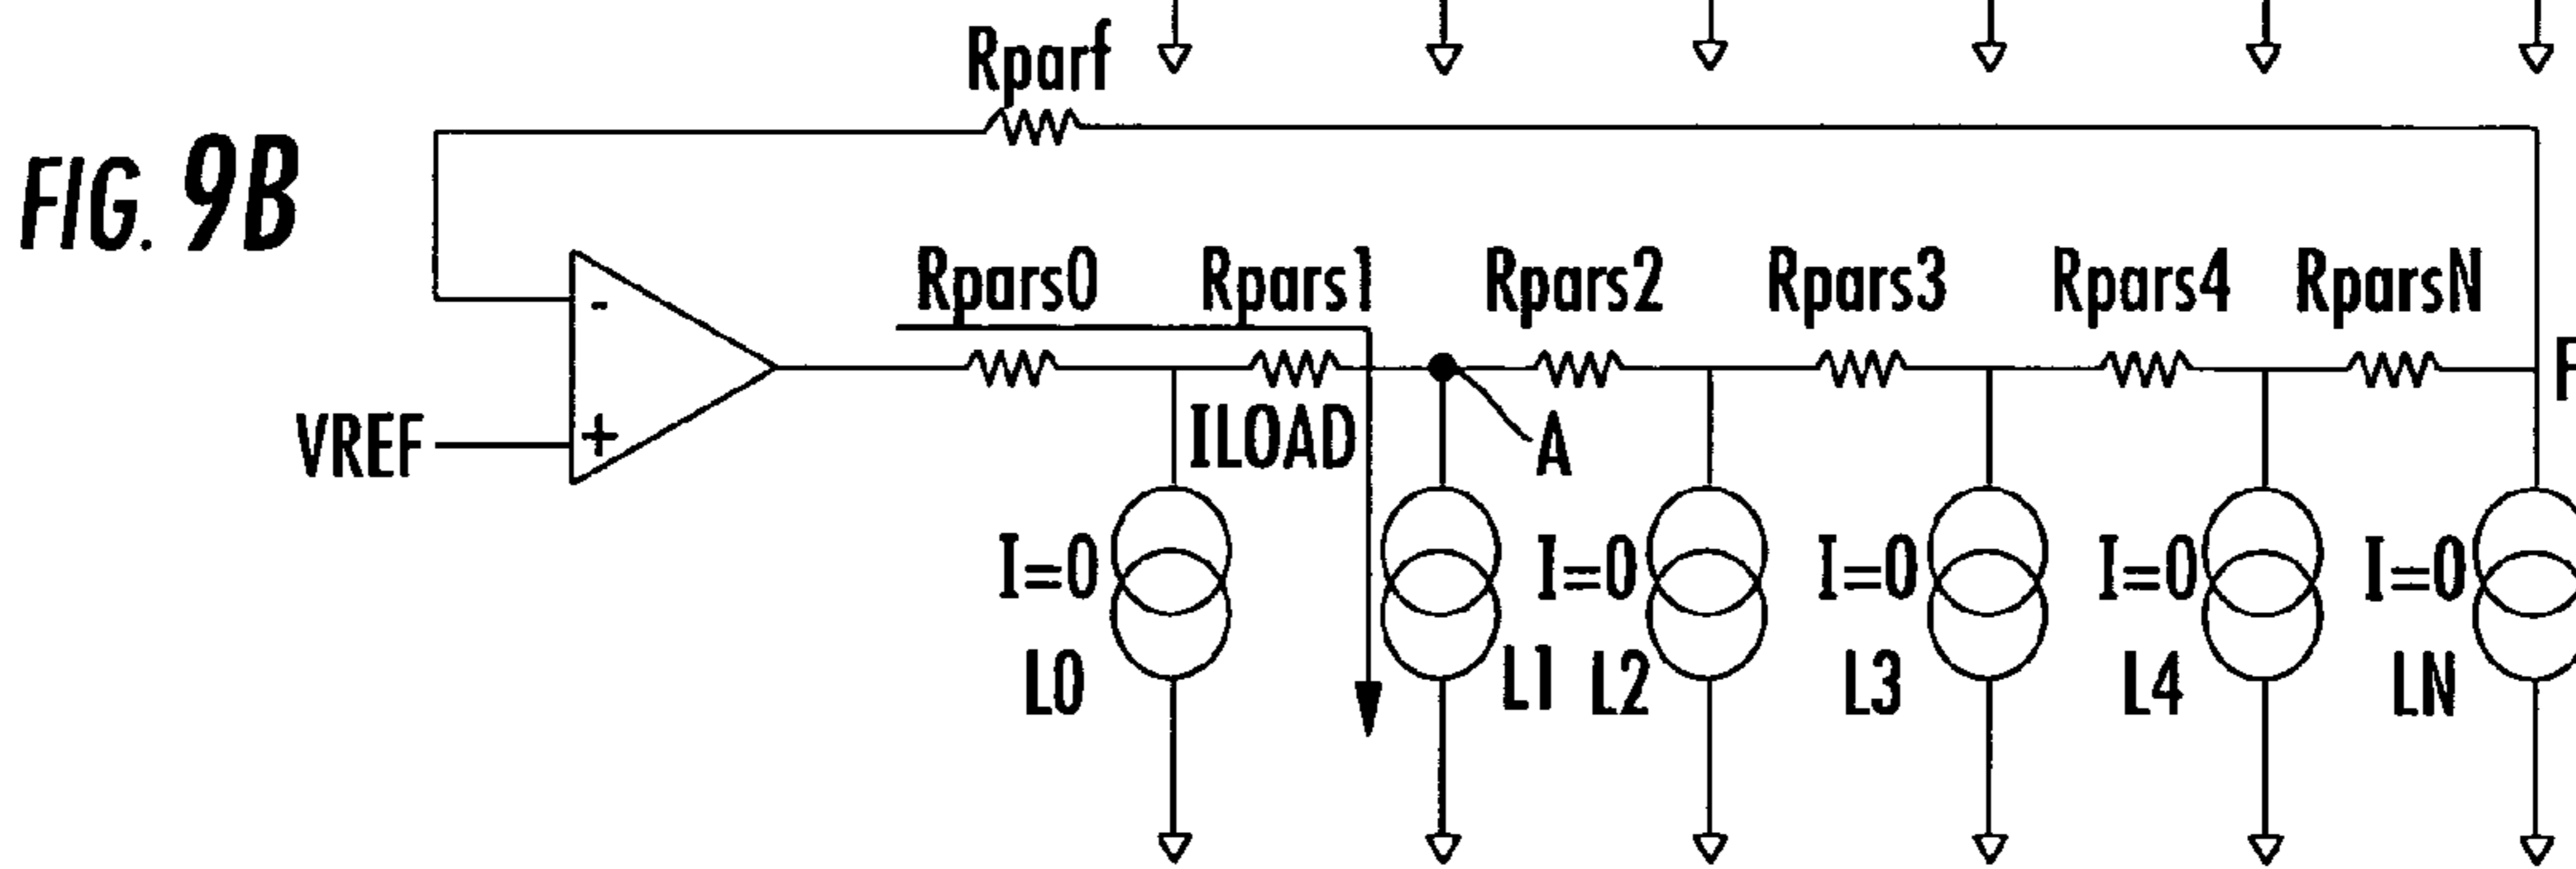 Rparf
FIG. 9B
Rpars0 Rpars1 Rpars2 Rpars3 Rpars4 RparsN
-
+
VREF
ILOAD
A
I=0 I=0 I=0 I=0 I=0
L0 L1 L2 L3 L4 LN